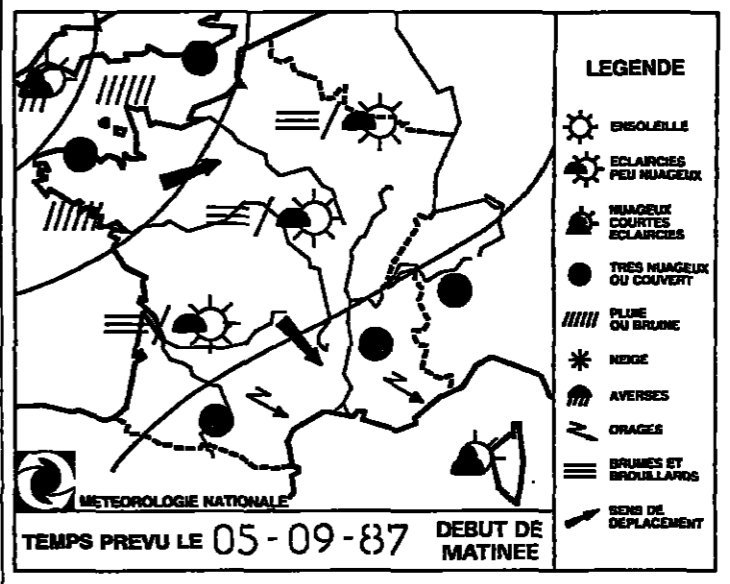 LEGENDE
ENSOLEILLE
ECLAIRCIES
PEU NUAGEUX
NUAGEUX
COURTES
ECLAIRCIES
TRES NUAGEUX
OU COUVERT
PLUIE
OU BRUINE
NEIGE
AVERSES
ORAGES
BRUMES ET
BROUILLARDS
SENS DE
DEPLACEMENT
METEOROLOGIE NATIONALE
TEMPS PREVU LE 05-09-87 DEBUT DE
MATINEE